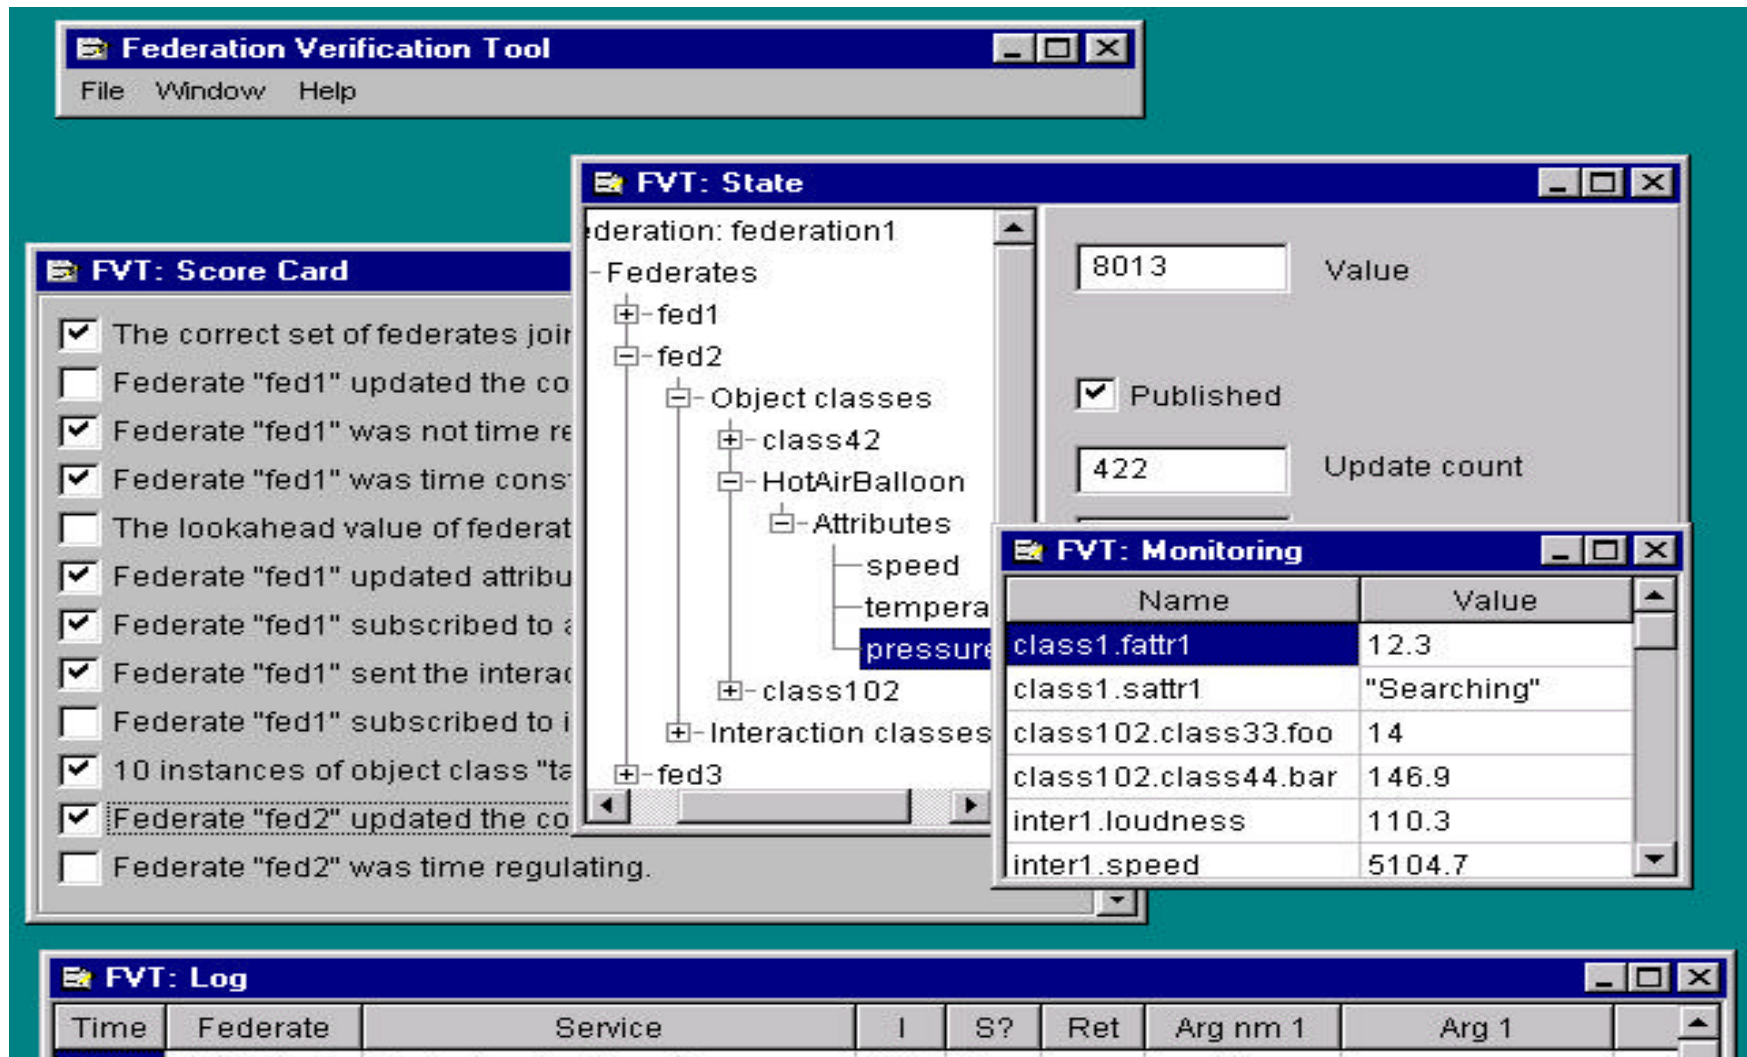 Federation Verification Tool
File Window Help
FVT: State
deration: federation1
Federates
fed1
fed2
Object classes
class42
HotAirBalloon
Attributes
speed
tempera
pressure
class102
Interaction classes
fed3
8013 Value
Published
422 Update count
FVT: Score Card
The correct set of federates join
Federate "fed1" updated the co
Federate "fed1" was not time re
Federate "fed1" was time cons
The lookahead value of federat
Federate "fed1" updated attribu
Federate "fed1" subscribed to a
Federate "fed1" sent the interac
Federate "fed1" subscribed to i
10 instances of object class "ta
Federate "fed2" updated the co
Federate "fed2" was time regulating.
FVT: Monitoring
Name Value
class1.fattr1 12.3
class1.sattr1 "Searching"
class102.class33.foo 14
class102.class44.bar 146.9
inter1.loudness 110.3
inter1.speed 5104.7
FVT: Log
Time Federate Service I S? Ret Arg nm 1 Arg 1